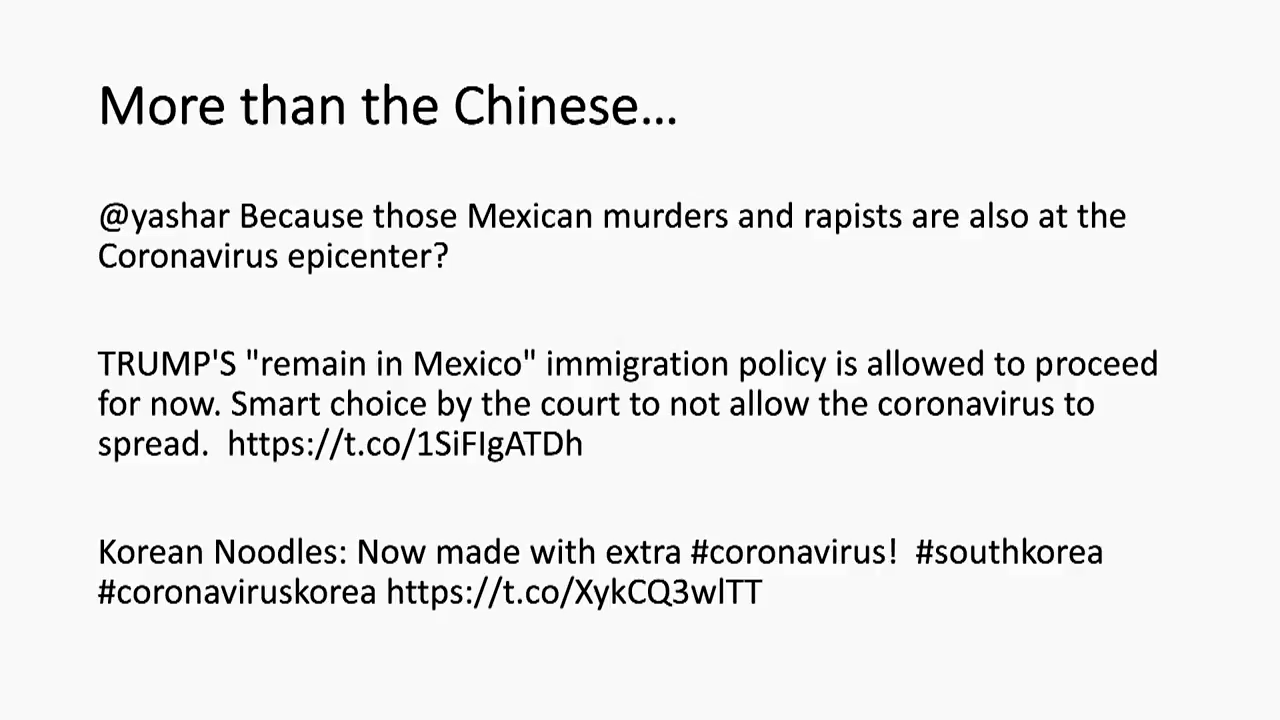 More than the Chinese...
@yashar Because those Mexican murders and rapists are also at the
Coronavirus epicenter?
TRUMP'S "remain in Mexico" immigration policy is allowed to proceed
for now. Smart choice by the court to not allow the coronavirus to
spread.  https://t.co/1SiFIgATDh
Korean Noodles: Now made with extra #coronavirus!  #southkorea
#coronaviruskorea https://t.co/XykCQ3wlTT